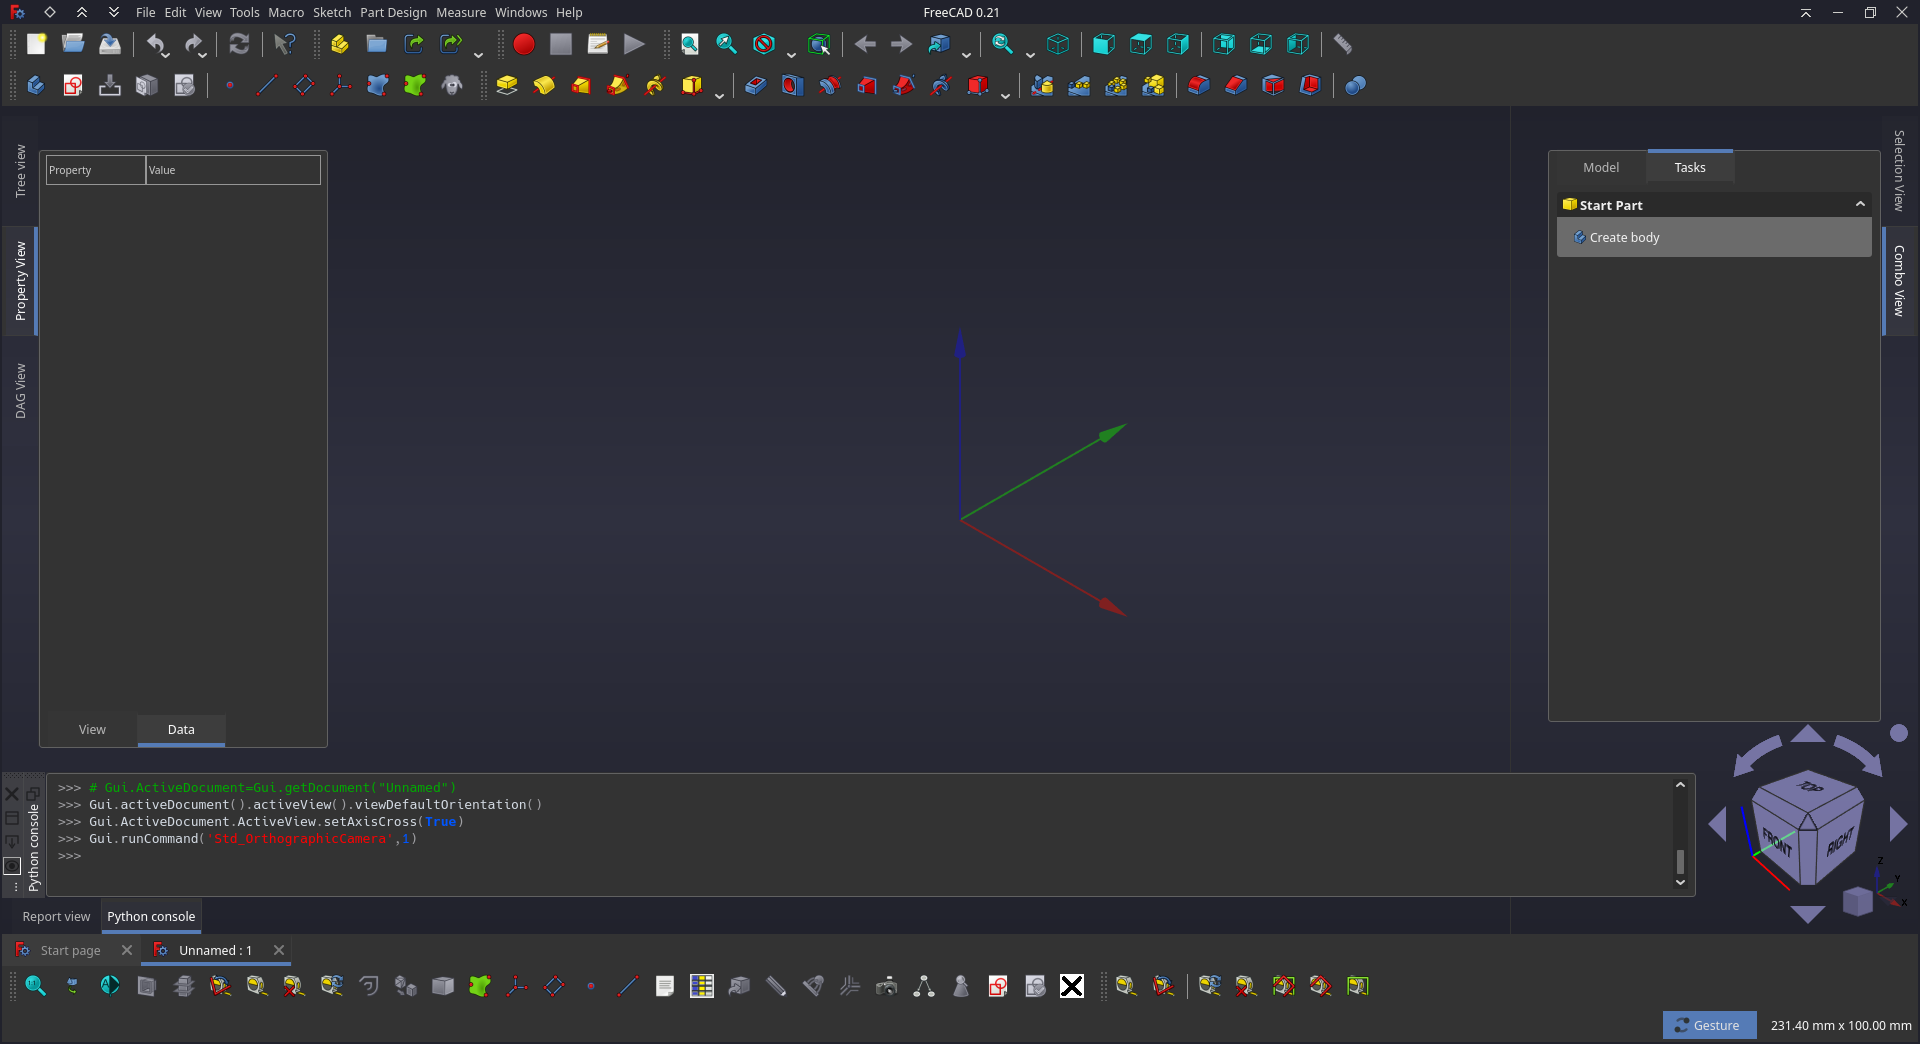 File Edit View Tools Macro Sketch Part Design Measure Windows Help
FreeCAD 0.21
Tree view
Property View
DAG View
Property Value
View Data
Model Tasks
Start Part
Create body
Selection View
Combo View
TOP
FRONT
RIGHT
Z
Y
X
Python console
>>> # Gui.ActiveDocument=Gui.getDocument("Unnamed")
>>> Gui.activeDocument().activeView().viewDefaultOrientation()
>>> Gui.ActiveDocument.ActiveView.setAxisCross(True)
>>> Gui.runCommand('Std_OrthographicCamera',1)
>>>
Report view Python console
Start page Unnamed : 1
Gesture 231.40 mm x 100.00 mm